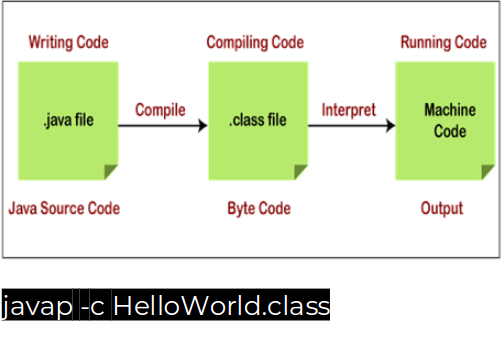 Writing Code Compiling Code Running Code
.java file Compile .class file Interpret Machine Code
Java Source Code Byte Code Output
javap -c HelloWorld.class